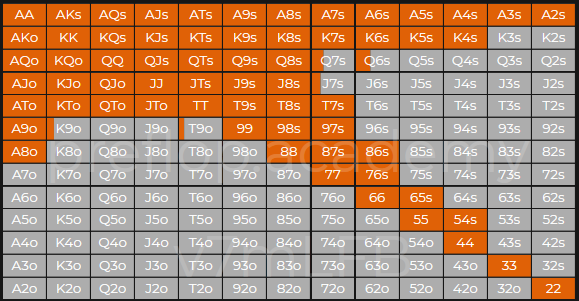 AA AKs AQs AJs ATs A9s A8s A7s A6s A5s A4s A3s A2s
AKo KK KQs KJs KTs K9s K8s K7s K6s K5s K4s K3s K2s
AQo KQo QQ QJs QTs Q9s Q8s Q7s Q6s Q5s Q4s Q3s Q2s
AJo KJo QJo JJ JTs J9s J8s J7s J6s J5s J4s J3s J2s
ATo KTo QTo JTo TT T9s T8s T7s T6s T5s T4s T3s T2s
A9o K9o Q9o J9o T9o 99 98s 97s 96s 95s 94s 93s 92s
A8o K8o Q8o J8o T8o 98o 88 87s 86s 85s 84s 83s 82s
preflop.academy
A7o K7o Q7o J7o T7o 97o 87o 77 76s 75s 74s 73s 72s
A6o K6o Q6o J6o T6o 96o 86o 76o 66 65s 64s 63s 62s
A5o K5o Q5o J5o T5o 95o 85o 75o 65o 55 54s 53s 52s
A4o K4o Q4o J4o T4o 94o 84o 74o 64o 54o 44 43s 42s
A3o K3o Q3o J3o T3o 93o 83o 73o 63o 53o 43o 33 32s
A2o K2o Q2o J2o T2o 92o 82o 72o 62o 52o 42o 32o 22